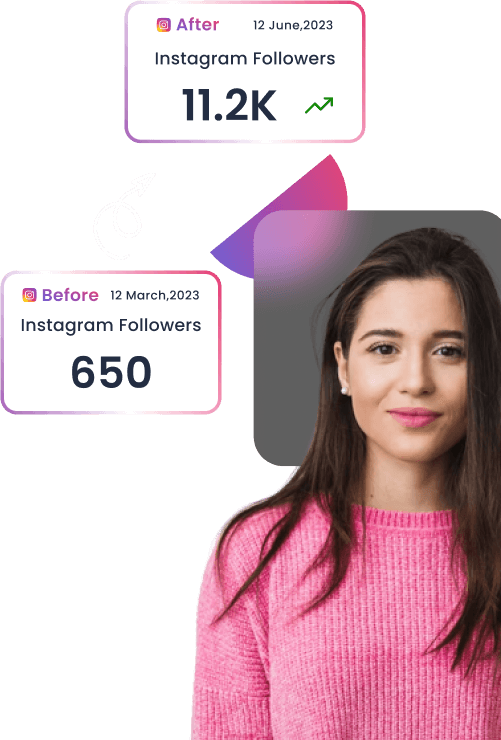 After 12 June,2023
Instagram Followers
11.2K
Before 12 March,2023
Instagram Followers
650